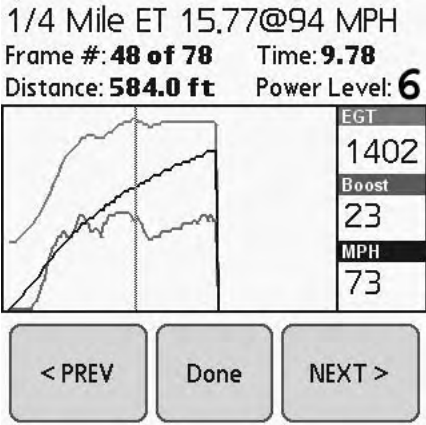 1/4 Mile ET 15.77@94 MPH
Frame #: 48 of 78 Time: 9.78
Distance: 584.0 ft Power Level: 6
EGT
1402
Boost
23
MPH
73
< PREV Done NEXT >